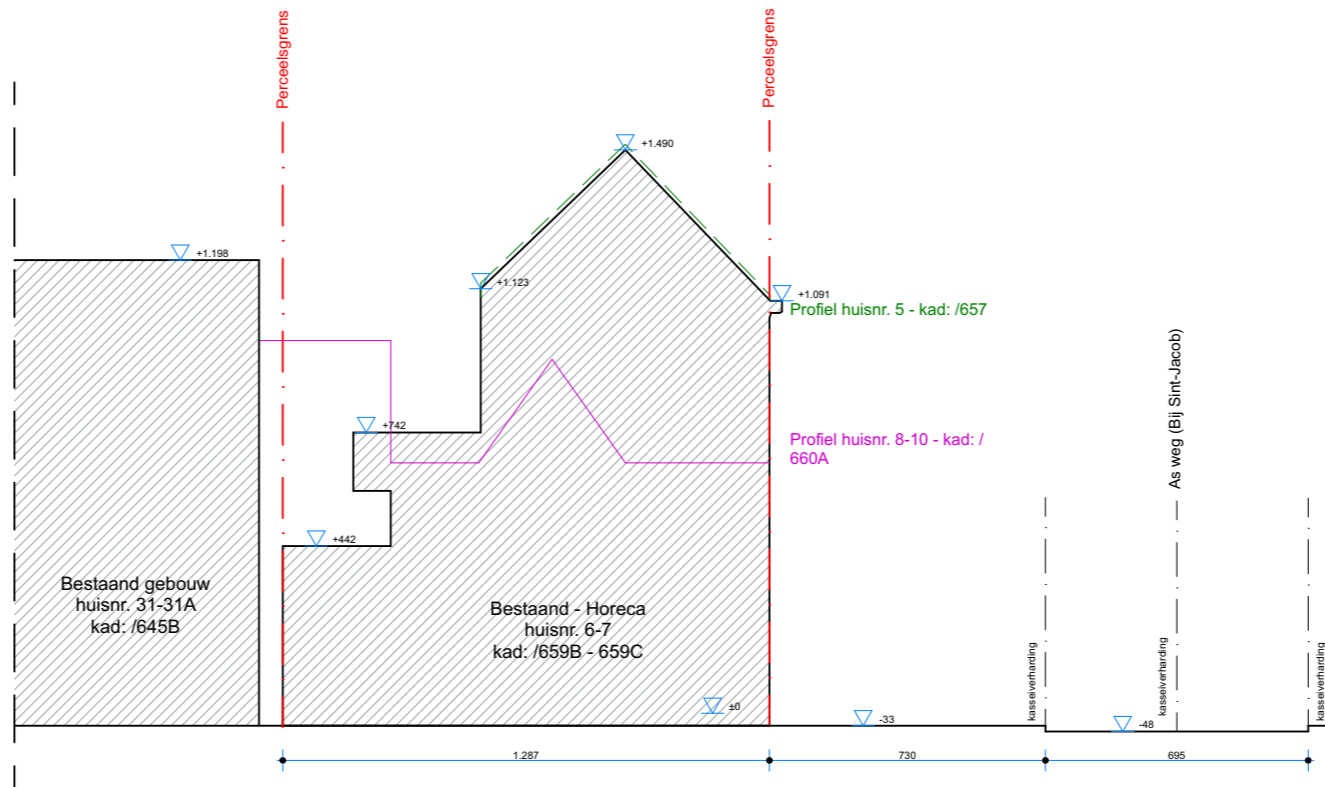 Perceelsgrens
Perceelsgrens
+1.490
+1.198
+1.123
+1.091
Profiel huisnr. 5 - kad: /657
+742
Profiel huisnr. 8-10 - kad: /
660A
As weg (Bij Sint-Jacob)
+442
Bestaand gebouw
huisnr. 31-31A
kad: /645B
Bestaand - Horeca
huisnr. 6-7
kad: /659B - 659C
kasseiverharding
kasseiverharding
kasseiverharding
±0
-33
-48
1.287
730
695